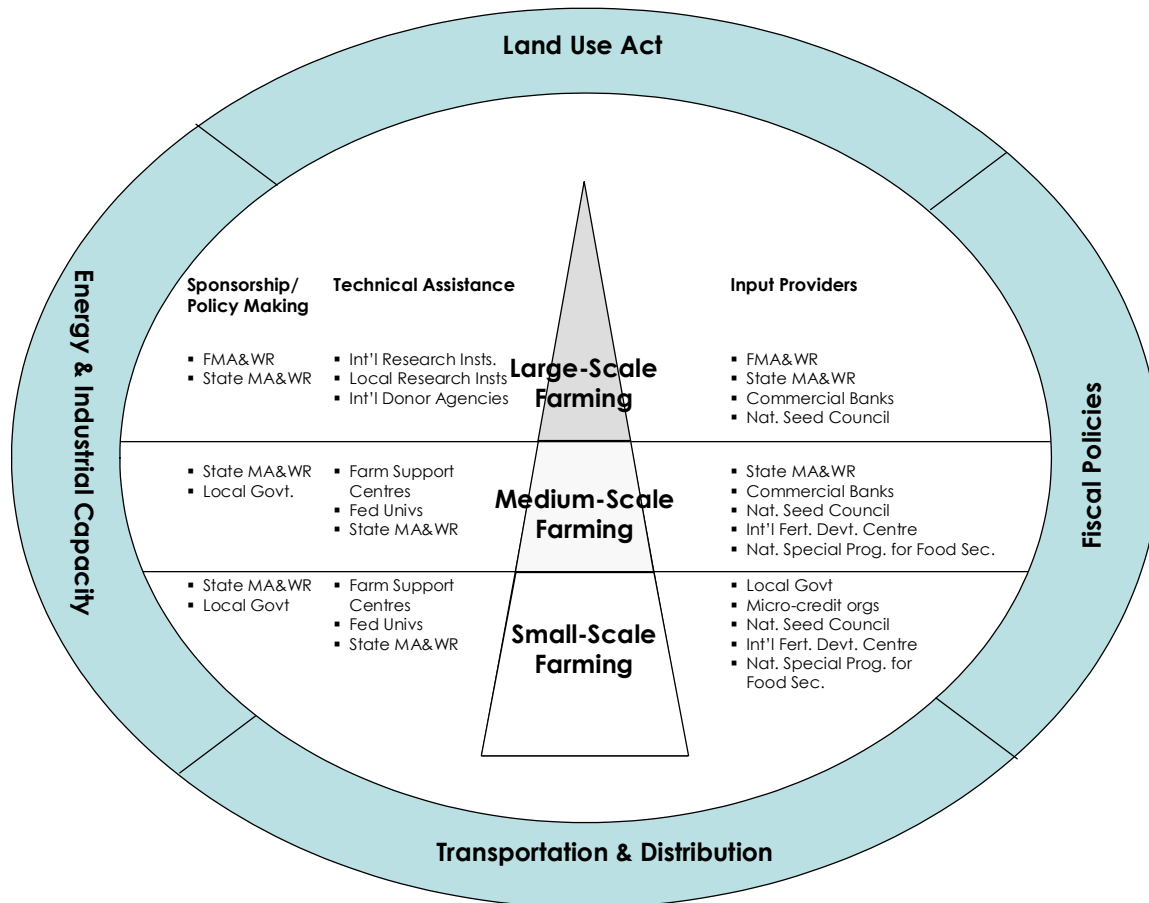 Land Use Act
Energy & Industrial Capacity
Fiscal Policies
Sponsorship/
Policy Making
Technical Assistance
Input Providers
▪ FMA&WR
▪ State MA&WR
▪ Int'l Research Insts.
▪ Local Research Insts
▪ Int'l Donor Agencies
Large-Scale
Farming
▪ FMA&WR
▪ State MA&WR
▪ Commercial Banks
▪ Nat. Seed Council
▪ State MA&WR
▪ Local Govt.
▪ Farm Support
Centres
▪ Fed Univs
▪ State MA&WR
Medium-Scale
Farming
▪ State MA&WR
▪ Commercial Banks
▪ Nat. Seed Council
▪ Int'l Fert. Devt. Centre
▪ Nat. Special Prog. for Food Sec.
▪ State MA&WR
▪ Local Govt
▪ Farm Support
Centres
▪ Fed Univs
▪ State MA&WR
Small-Scale
Farming
▪ Local Govt
▪ Micro-credit orgs
▪ Nat. Seed Council
▪ Int'l Fert. Devt. Centre
▪ Nat. Special Prog. for
Food Sec.
Transportation & Distribution